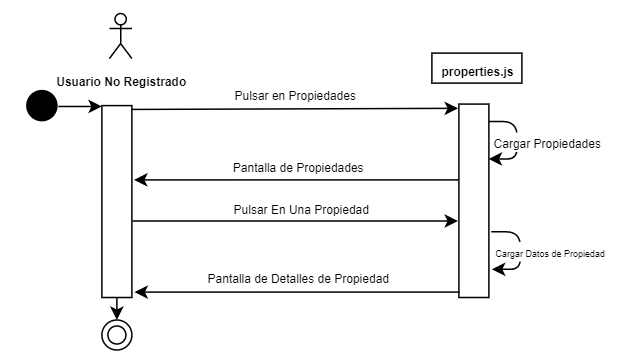 Usuario No Registrado
properties.js
Pulsar en Propiedades
Cargar Propiedades
Pantalla de Propiedades
Pulsar En Una Propiedad
Cargar Datos de Propiedad
Pantalla de Detalles de Propiedad